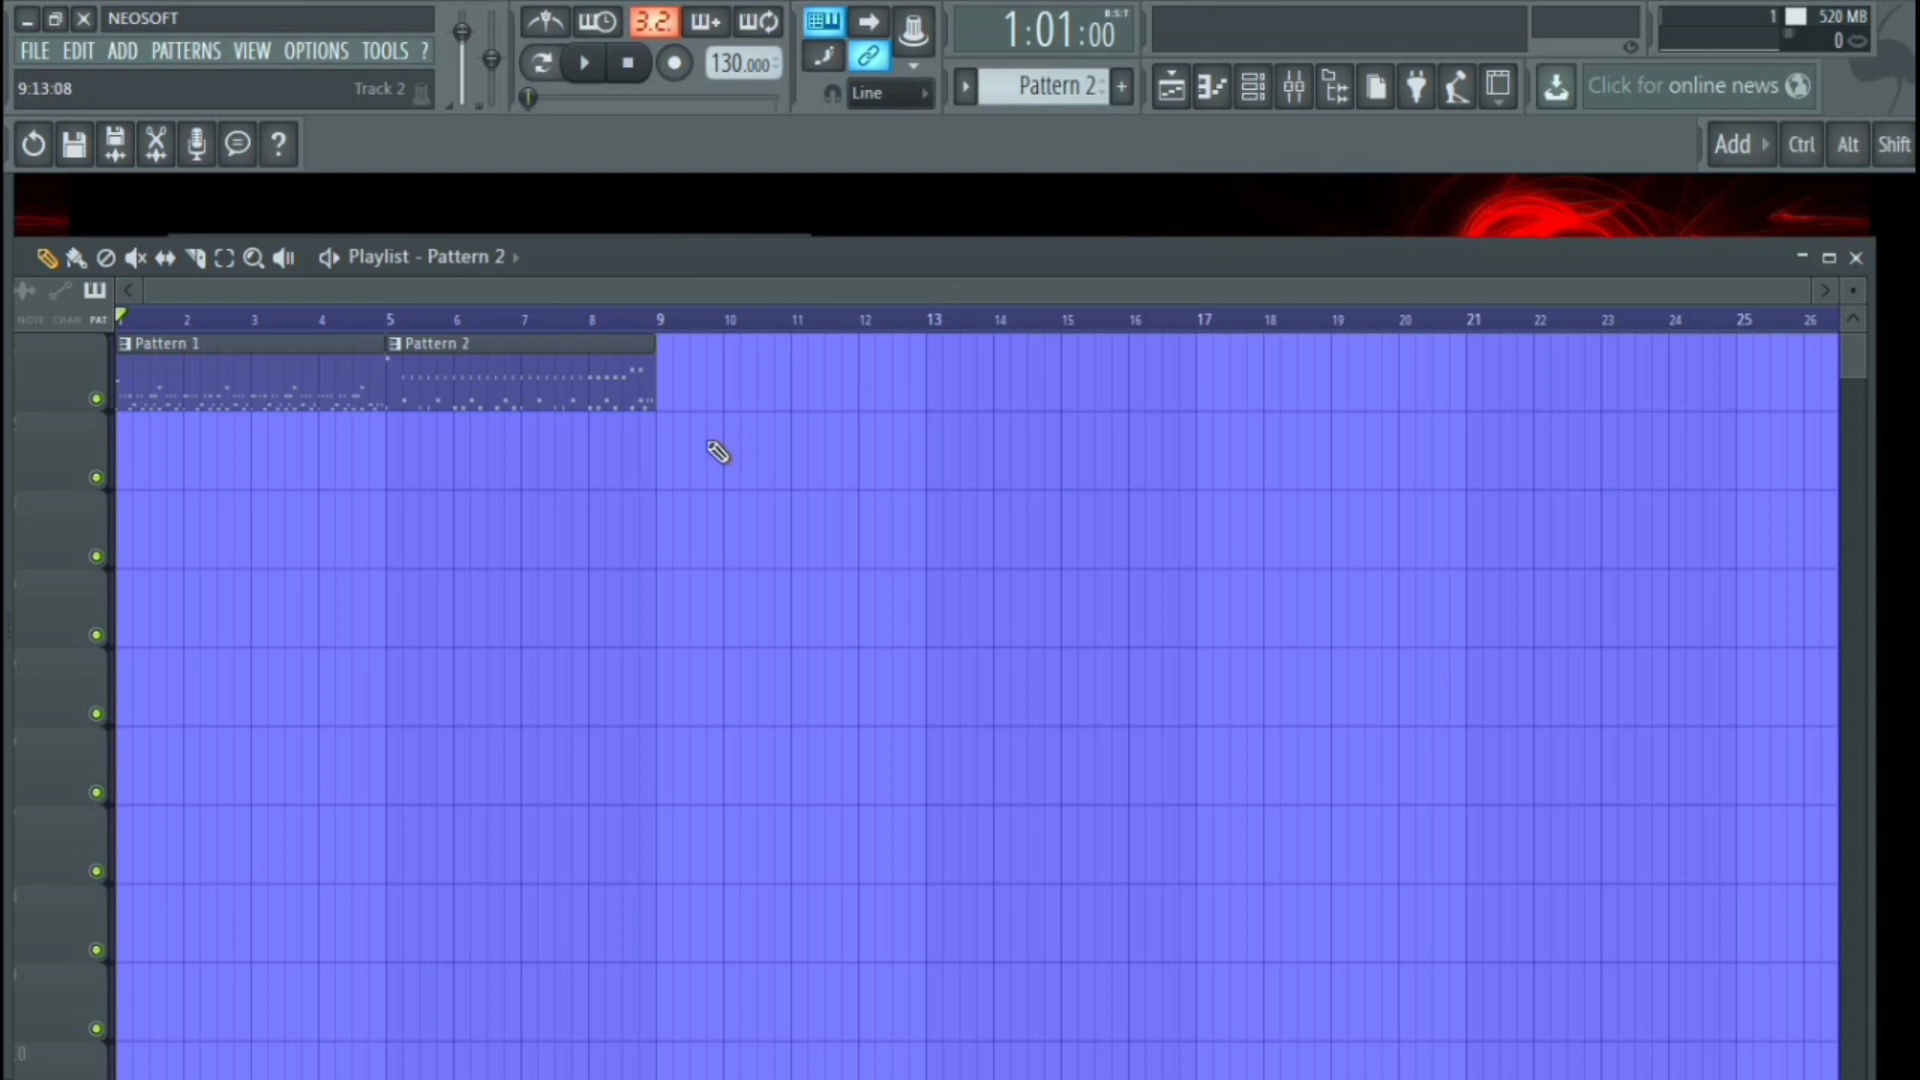 NEOSOFT
FILE EDIT ADD PATTERNS VIEW OPTIONS TOOLS ?
9:13:08 Track 2
3.2.
130.000
Line
1:01:00
B:S:T
Pattern 2
+
1 520 MB
0
Click for online news
?
Add Ctrl Alt Shift
Playlist - Pattern 2
NOTE CHAN PAT
2 3 4 5 6 7 8 9 10 11 12 13 14 15 16 17 18 19 20 21 22 23 24 25 26
Pattern 1 Pattern 2